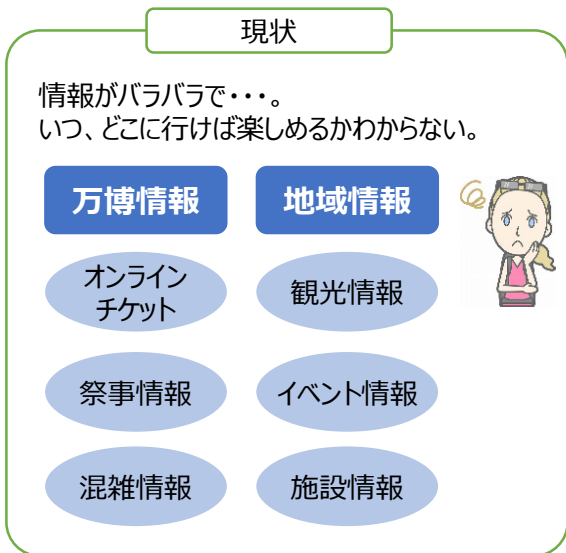 現状
情報がバラバラで・・・。
いつ、どこに行けば楽しめるかわからない。
万博情報
地域情報
オンライン
チケット
観光情報
祭事情報
イベント情報
混雑情報
施設情報